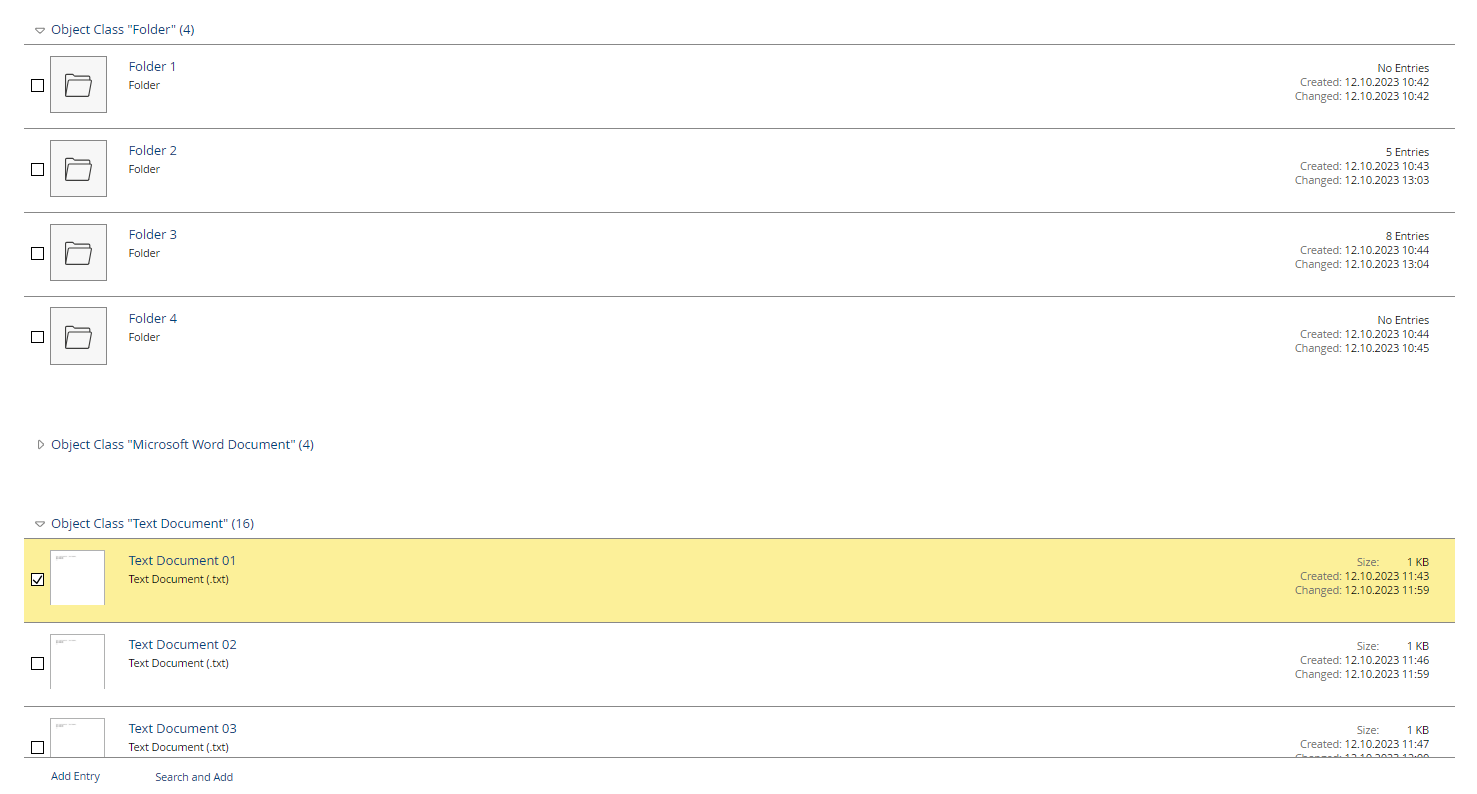 Object Class "Folder" (4)
Folder 1
Folder
No Entries
Created: 12.10.2023 10:42
Changed: 12.10.2023 10:42
Folder 2
Folder
5 Entries
Created: 12.10.2023 10:43
Changed: 12.10.2023 13:03
Folder 3
Folder
8 Entries
Created: 12.10.2023 10:44
Changed: 12.10.2023 13:04
Folder 4
Folder
No Entries
Created: 12.10.2023 10:44
Changed: 12.10.2023 10:45
Object Class "Microsoft Word Document" (4)
Object Class "Text Document" (16)
Text Document 01
Text Document (.txt)
Size: 1 KB
Created: 12.10.2023 11:43
Changed: 12.10.2023 11:59
Text Document 02
Text Document (.txt)
Size: 1 KB
Created: 12.10.2023 11:46
Changed: 12.10.2023 11:59
Text Document 03
Text Document (.txt)
Size: 1 KB
Created: 12.10.2023 11:47
Add Entry
Search and Add